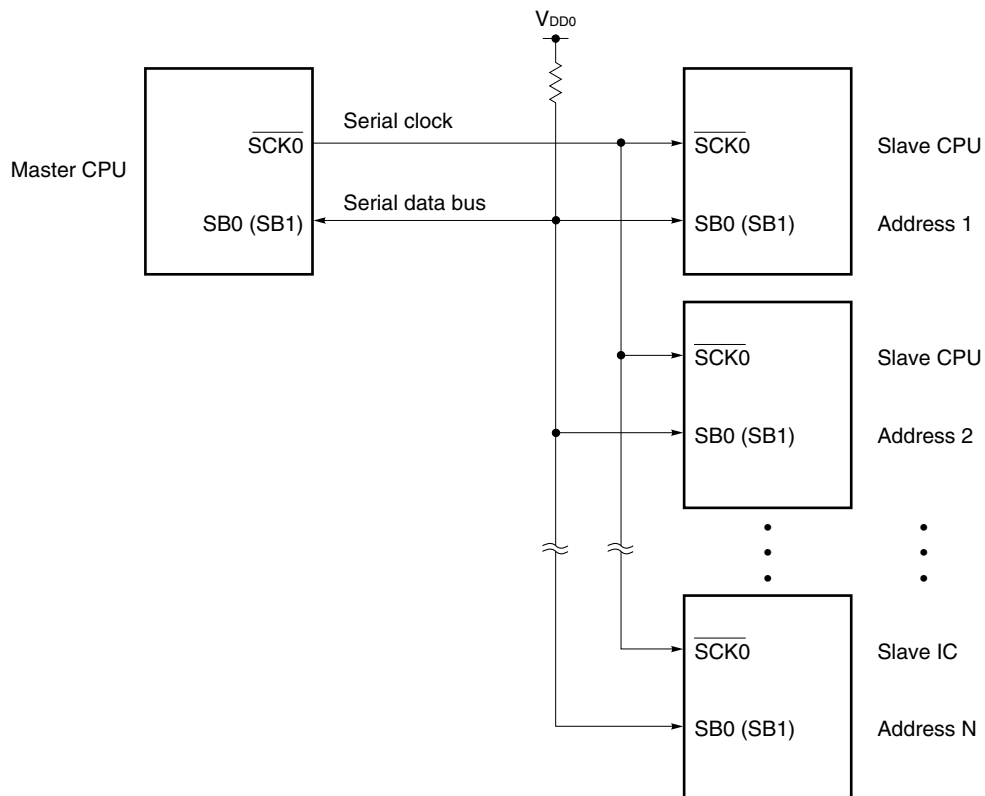 VDD0
Master CPU
SCK0
Serial clock
SB0 (SB1)
Serial data bus
SCK0
Slave CPU
SB0 (SB1)
Address 1
SCK0
Slave CPU
SB0 (SB1)
Address 2
SCK0
Slave IC
SB0 (SB1)
Address N